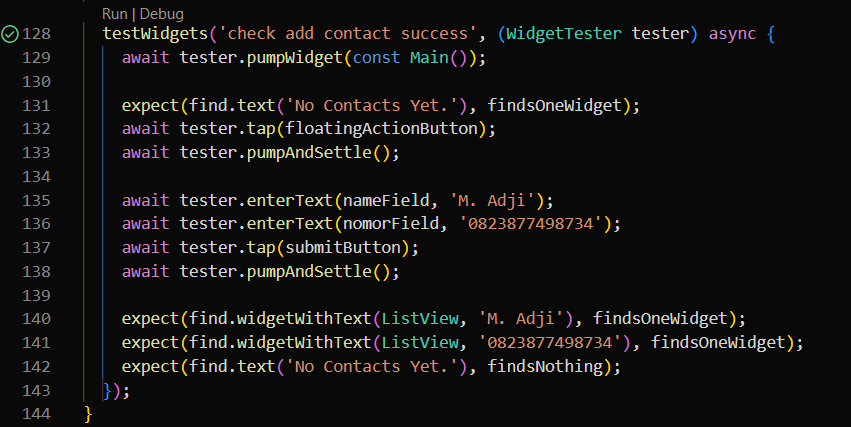 Run | Debug
128 testWidgets('check add contact success', (WidgetTester tester) async {
129 await tester.pumpWidget(const Main());
130
131 expect(find.text('No Contacts Yet.'), findsOneWidget);
132 await tester.tap(floatingActionButton);
133 await tester.pumpAndSettle();
134
135 await tester.enterText(nameField, 'M. Adji');
136 await tester.enterText(nomorField, '0823877498734');
137 await tester.tap(submitButton);
138 await tester.pumpAndSettle();
139
140 expect(find.widgetWithText(ListView, 'M. Adji'), findsOneWidget);
141 expect(find.widgetWithText(ListView, '0823877498734'), findsOneWidget);
142 expect(find.text('No Contacts Yet.'), findsNothing);
143 });
144 }